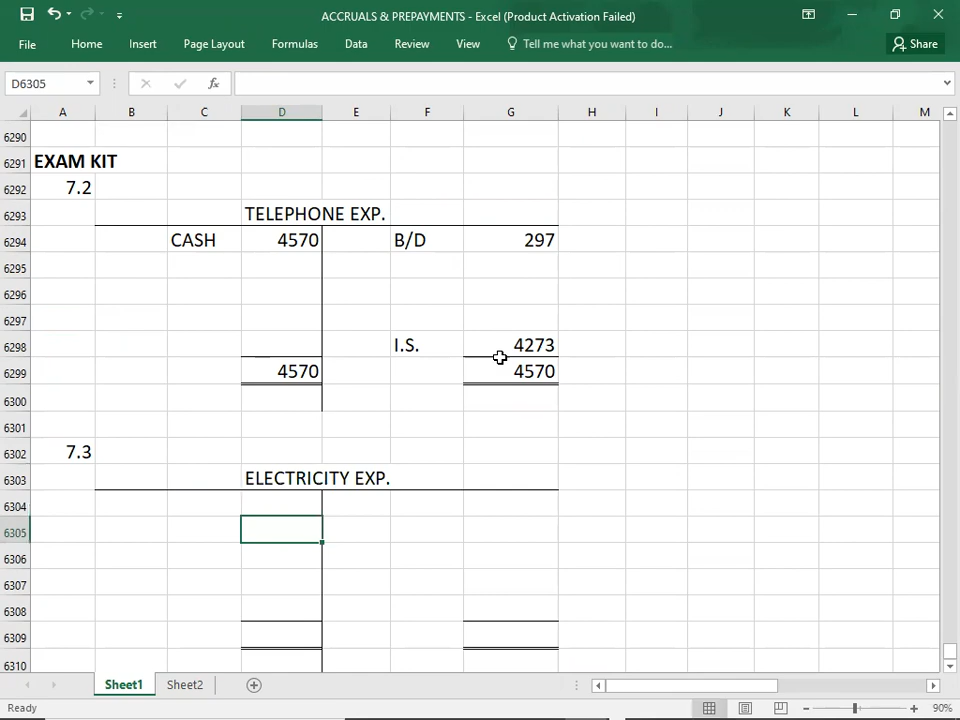 ACCRUALS & PREPAYMENTS - Excel (Product Activation Failed)
File Home Insert Page Layout Formulas Data Review View Tell me what you want to do... Share
D6305 fx
A B C D E F G H I J K L M
6290
6291 EXAM KIT
6292 7.2
6293 TELEPHONE EXP.
6294 CASH 4570 B/D 297
6295
6296
6297
6298 I.S. 4273
6299 4570 4570
6300
6301
6302 7.3
6303 ELECTRICITY EXP.
6304
6305
6306
6307
6308
6309
6310
Sheet1 Sheet2
Ready 90%